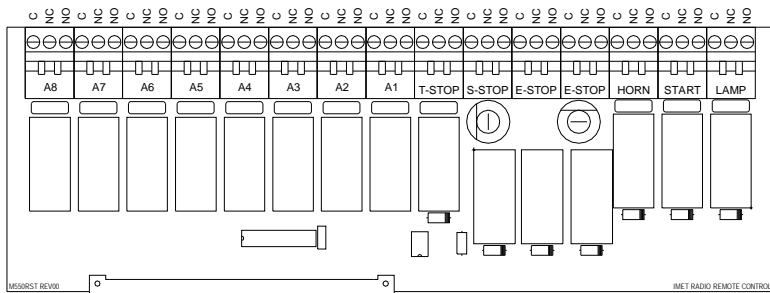 C NC NO C NC NO C NC NO C NC NO C NC NO C NC NO C NC NO C NC NO C NC NO C NC NO C NC NO C NC NO C NC NO C NC NO C NC NO
A8 A7 A6 A5 A4 A3 A2 A1 T-STOP S-STOP E-STOP E-STOP HORN START LAMP
M550RST REV00 IMET RADIO REMOTE CONTROL